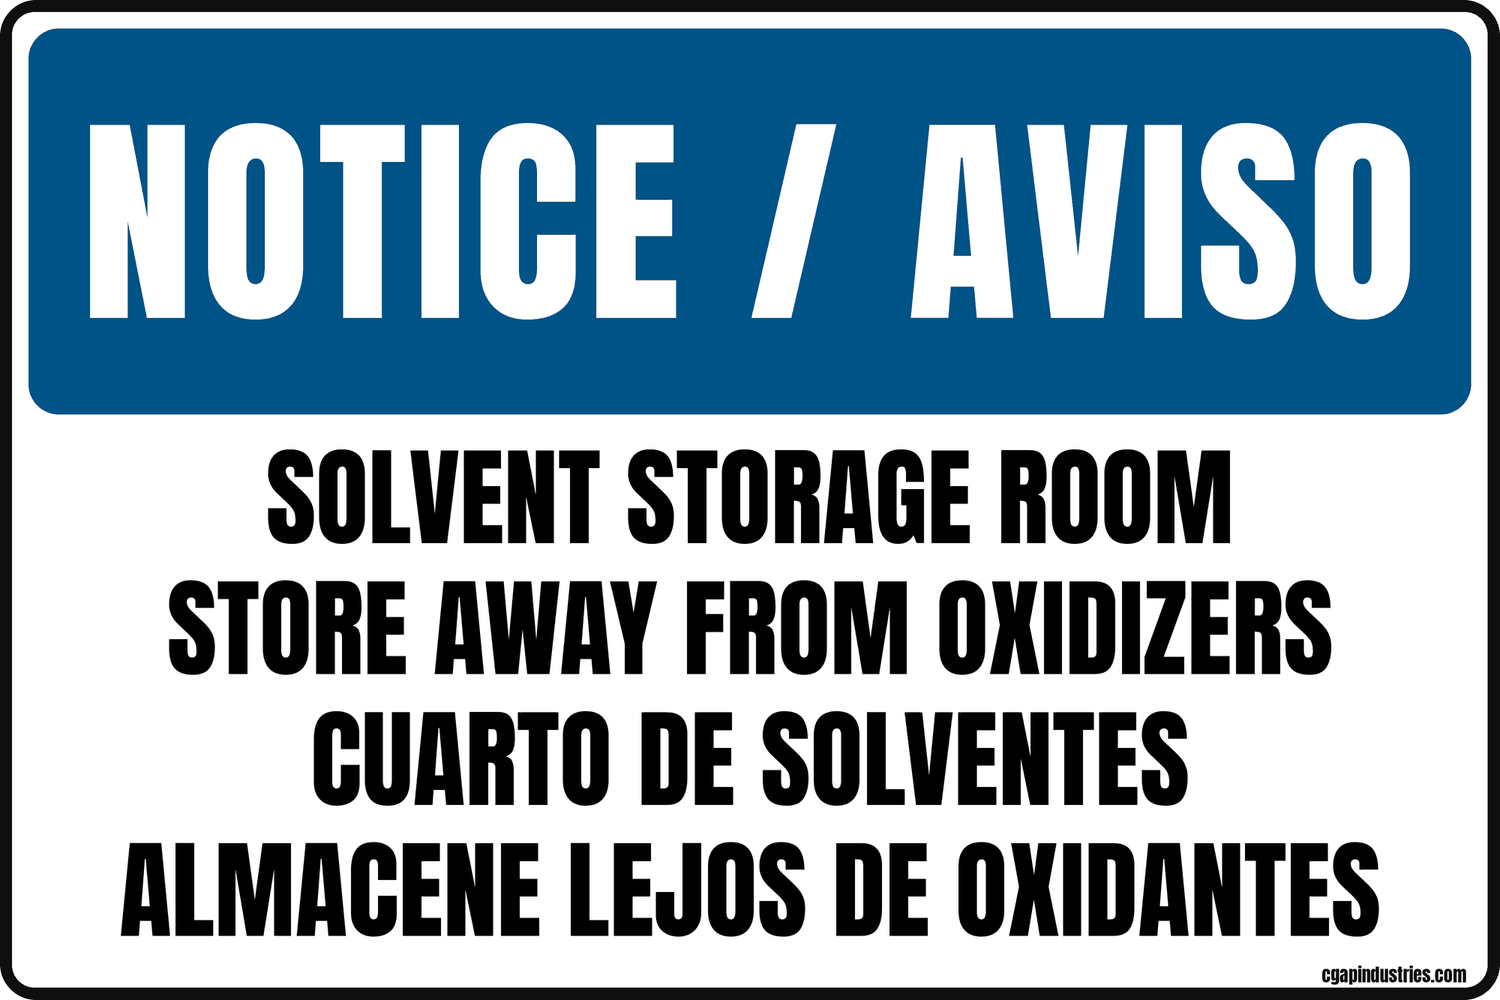 NOTICE / AVISO
SOLVENT STORAGE ROOM
STORE AWAY FROM OXIDIZERS
CUARTO DE SOLVENTES
ALMACENE LEJOS DE OXIDANTES
cgapindustries.com